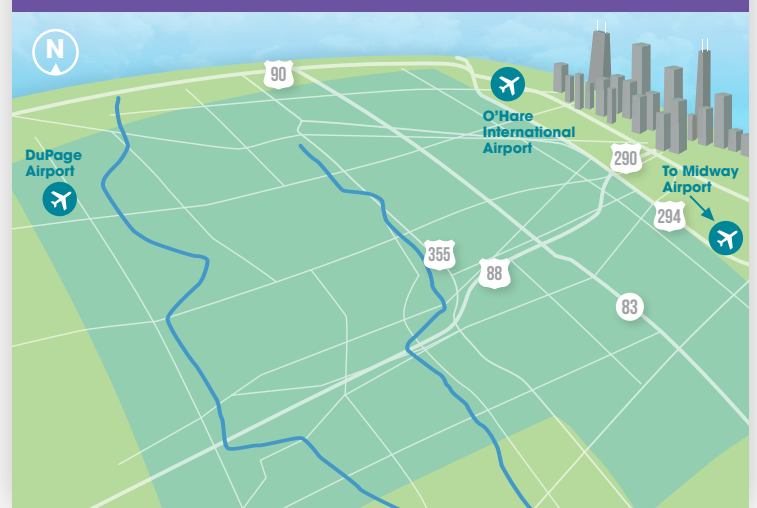 N
90
O'Hare
International
Airport
DuPage
Airport
290
To Midway
Airport
294
355
88
83